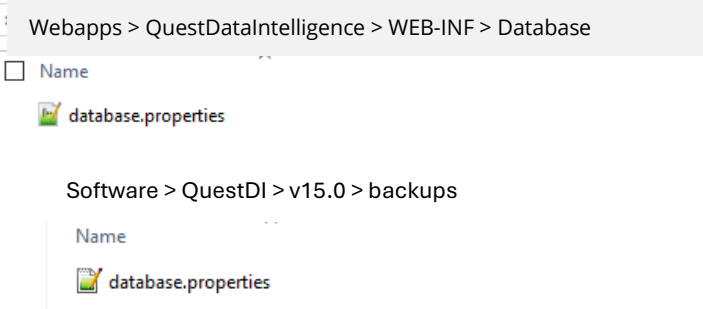 Webapps > QuestDataIntelligence > WEB-INF > Database
Name
database.properties
Software > QuestDI > v15.0 > backups
Name
database.properties